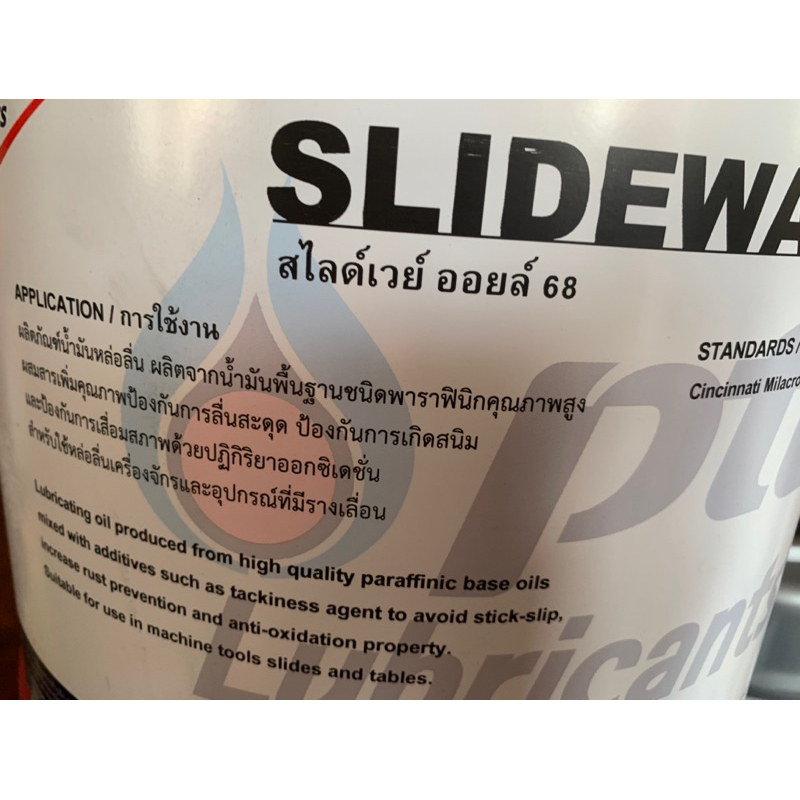 SLIDEWA
สไลด์เวย์ ออยล์ 68
APPLICATION / การใช้งาน
ผลิตภัณฑ์น้ำมันหล่อลื่น ผลิตจากน้ำมันพื้นฐานชนิดพาราฟินิกคุณภาพสูง
ผสมสารเพิ่มคุณภาพป้องกันการลื่นสะดุด ป้องกันการเกิดสนิม
และป้องกันการเสื่อมสภาพด้วยปฏิกิริยาออกซิเดชั่น
สำหรับใช้หล่อลื่นเครื่องจักรและอุปกรณ์ที่มีรางเลื่อน
Lubricating oil produced from high quality paraffinic base oils
mixed with additives such as tackiness agent to avoid stick-slip,
increase rust prevention and anti-oxidation property.
Suitable for use in machine tools slides and tables.
STANDARDS /
Cincinnati Milacro
Lubricants